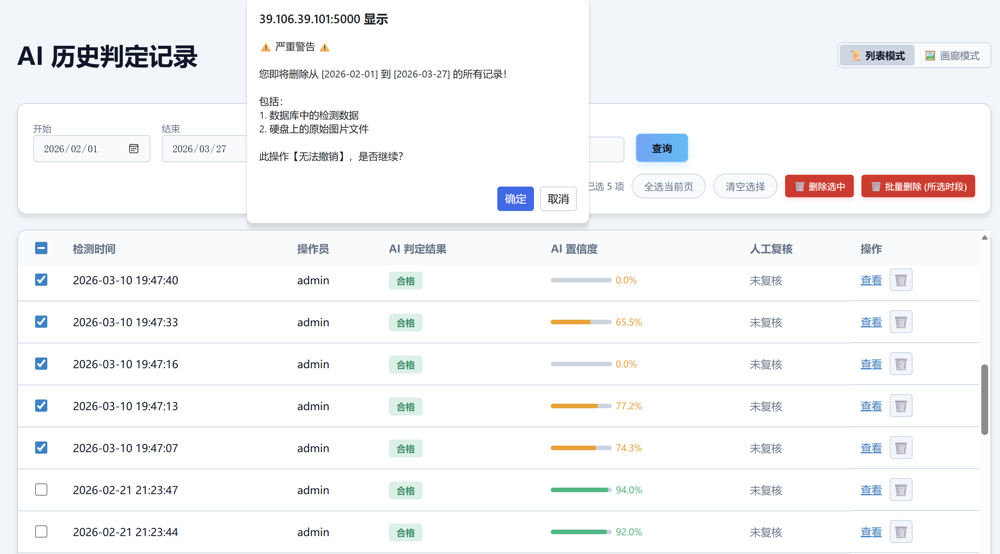 39.106.39.101:5000 显示
⚠ 严重警告 ⚠
您即将删除从 [2026-02-01] 到 [2026-03-27] 的所有记录！
包括：
1. 数据库中的检测数据
2. 硬盘上的原始图片文件
此操作【无法撤销】，是否继续？
确定 取消
AI 历史判定记录
列表模式 画廊模式
开始 结束
2026/02/01 2026/03/27 查询
已选 5 项 全选当前页 清空选择 删除选中 批量删除 (所选时段)
检测时间 操作员 AI 判定结果 AI 置信度 人工复核 操作
2026-03-10 19:47:40 admin 合格 0.0% 未复核 查看
2026-03-10 19:47:33 admin 合格 65.5% 未复核 查看
2026-03-10 19:47:16 admin 合格 0.0% 未复核 查看
2026-03-10 19:47:13 admin 合格 77.2% 未复核 查看
2026-03-10 19:47:07 admin 合格 74.3% 未复核 查看
2026-02-21 21:23:47 admin 合格 94.0% 未复核 查看
2026-02-21 21:23:44 admin 合格 92.0% 未复核 查看